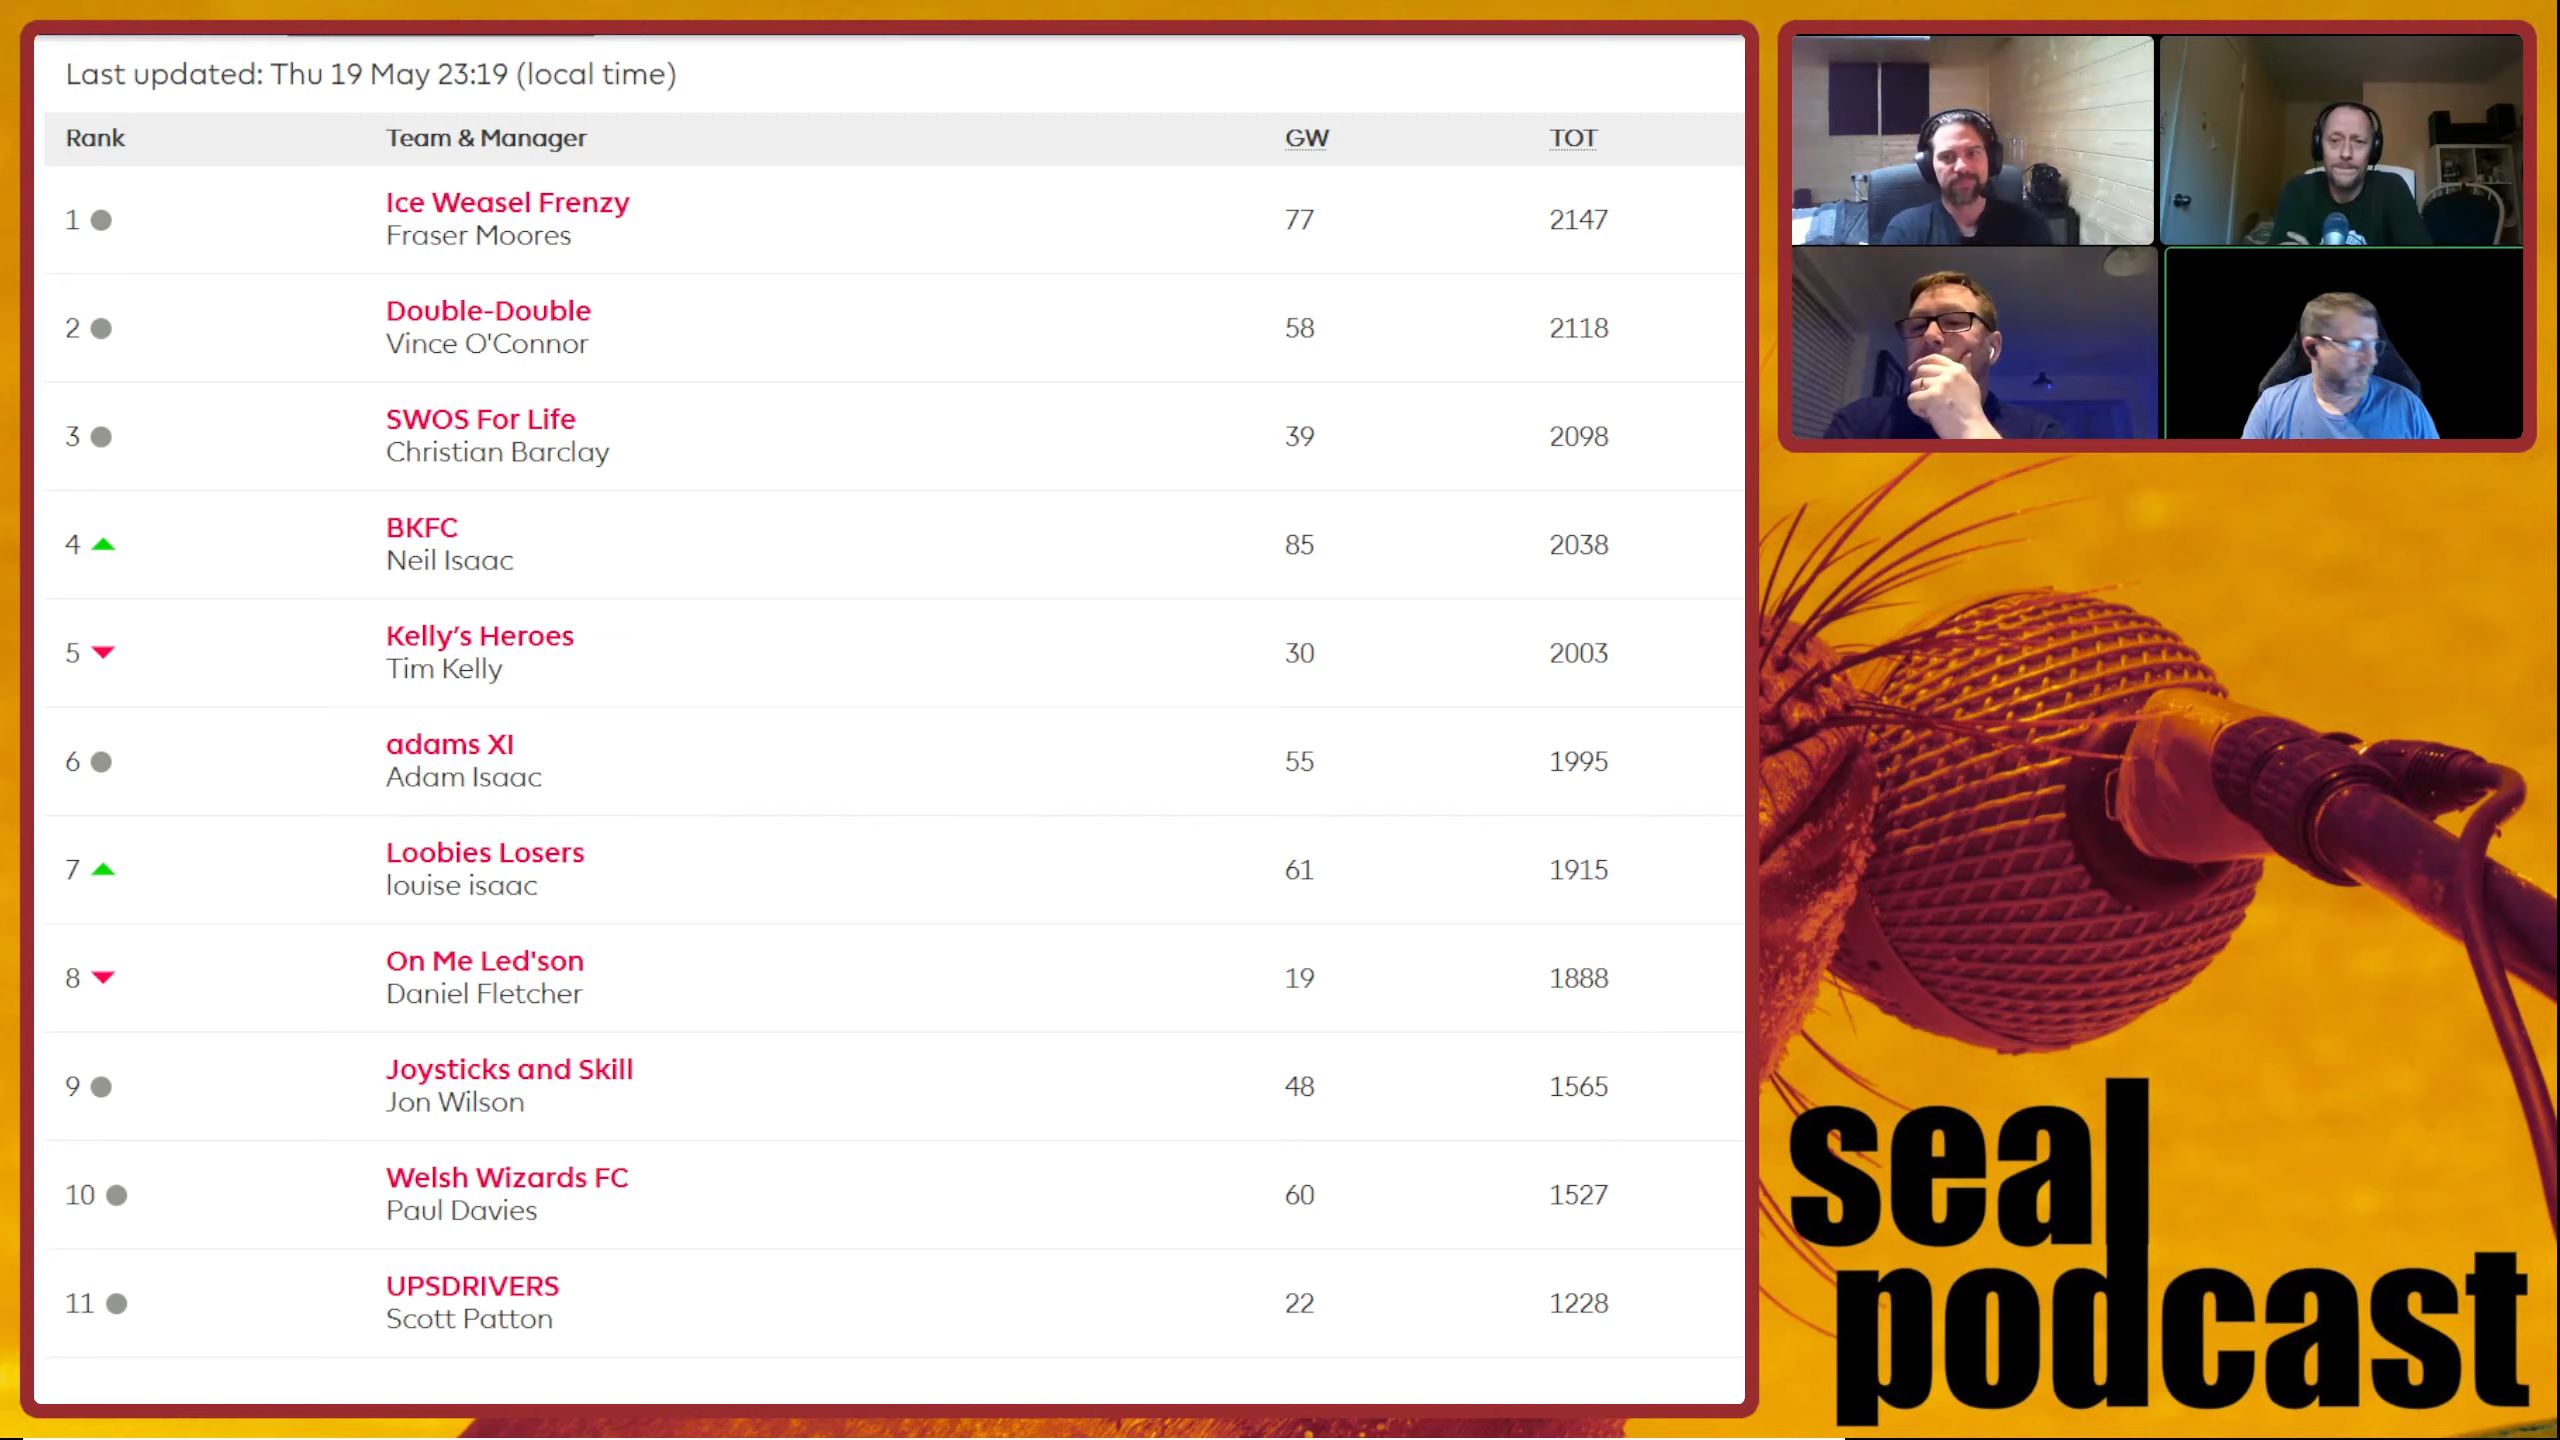 Last updated: Thu 19 May 23:19 (local time)
Rank Team & Manager GW TOT
1 Ice Weasel Frenzy 77 2147
Fraser Moores
2 Double-Double 58 2118
Vince O'Connor
3 SWOS For Life 39 2098
Christian Barclay
4 BKFC 85 2038
Neil Isaac
5 Kelly’s Heroes 30 2003
Tim Kelly
6 adams XI 55 1995
Adam Isaac
7 Loobies Losers 61 1915
louise isaac
8 On Me Led'son 19 1888
Daniel Fletcher
9 Joysticks and Skill 48 1565
Jon Wilson
10 Welsh Wizards FC 60 1527
Paul Davies
11 UPSDRIVERS 22 1228
Scott Patton
seal
podcast